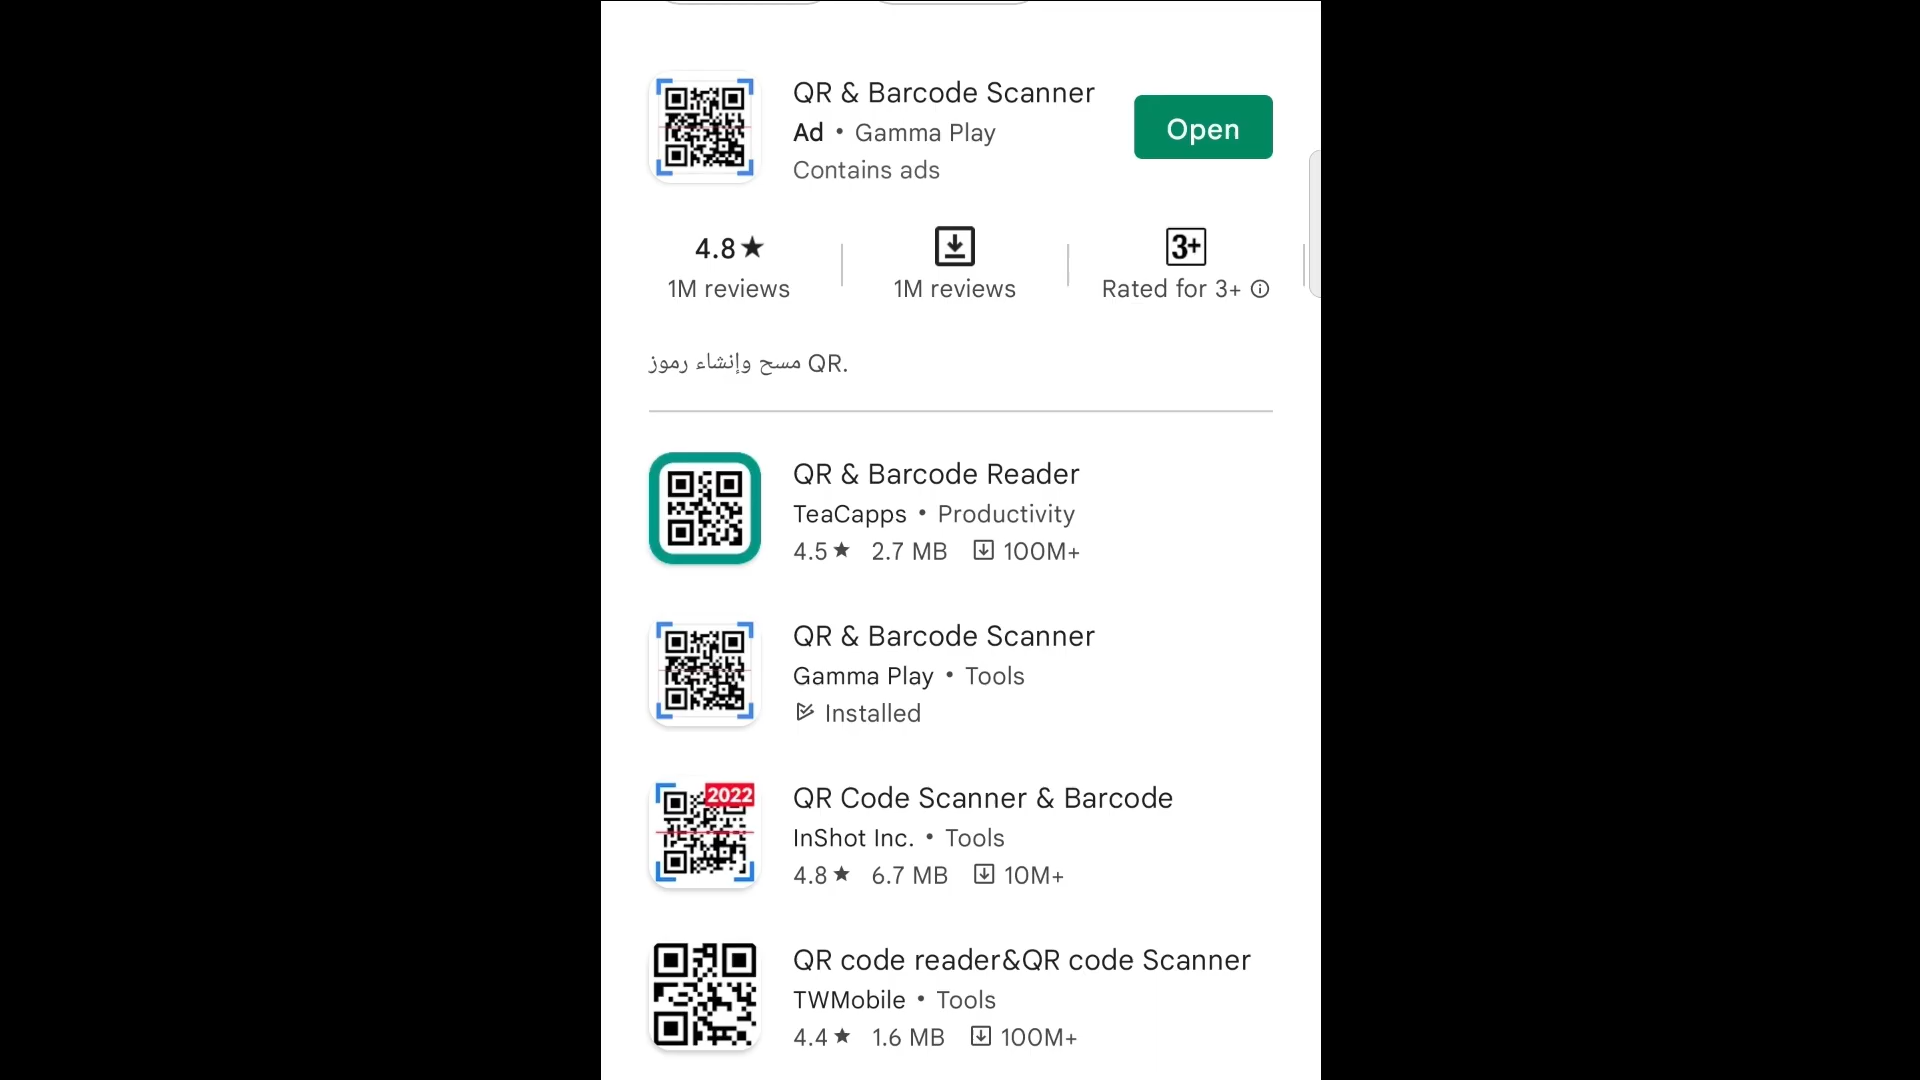 QR & Barcode Scanner
Ad • Gamma Play
Contains ads
Open
4.8★
1M reviews
1M reviews
3+
Rated for 3+
مسح وإنشاء رموز QR.
QR & Barcode Reader
TeaCapps • Productivity
4.5★ 2.7 MB 100M+
QR & Barcode Scanner
Gamma Play • Tools
Installed
2022
QR Code Scanner & Barcode
InShot Inc. • Tools
4.8★ 6.7 MB 10M+
QR code reader&QR code Scanner
TWMobile • Tools
4.4★ 1.6 MB 100M+